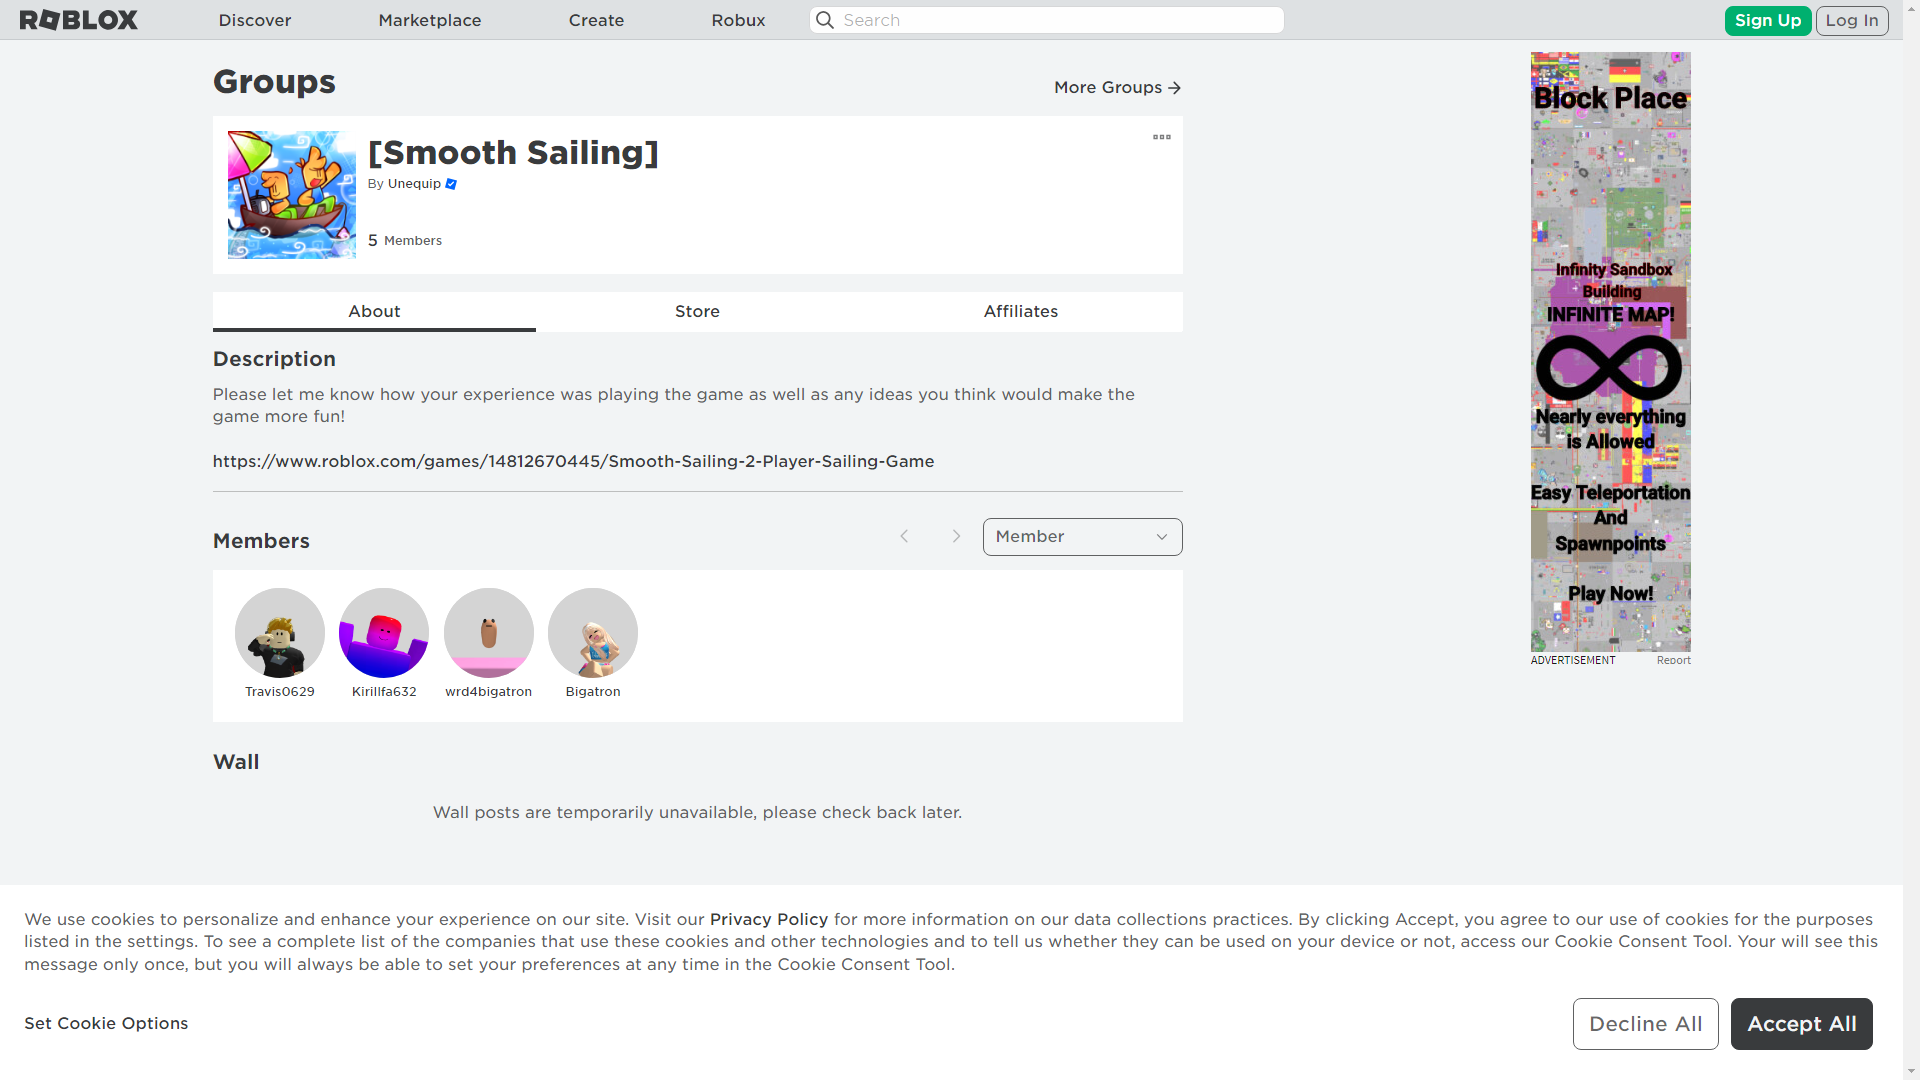 ROBLOX
Discover
Marketplace
Create
Robux
Search
Sign Up
Log In
Groups
More Groups
[Smooth Sailing]
By Unequip
5 Members
About
Store
Affiliates
Description
Please let me know how your experience was playing the game as well as any ideas you think would make the
game more fun!
https://www.roblox.com/games/14812670445/Smooth-Sailing-2-Player-Sailing-Game
Members
Member
Travis0629
Kirillfa632
wrd4bigatron
Bigatron
Wall
Wall posts are temporarily unavailable, please check back later.
Block Place
Infinity Sandbox
Building
INFINITE MAP!
Nearly everything
is Allowed
Easy Teleportation
And
Spawnpoints
Play Now!
ADVERTISEMENT
Report
We use cookies to personalize and enhance your experience on our site. Visit our Privacy Policy for more information on our data collections practices. By clicking Accept, you agree to our use of cookies for the purposes
listed in the settings. To see a complete list of the companies that use these cookies and other technologies and to tell us whether they can be used on your device or not, access our Cookie Consent Tool. Your will see this
message only once, but you will always be able to set your preferences at any time in the Cookie Consent Tool.
Set Cookie Options
Decline All
Accept All